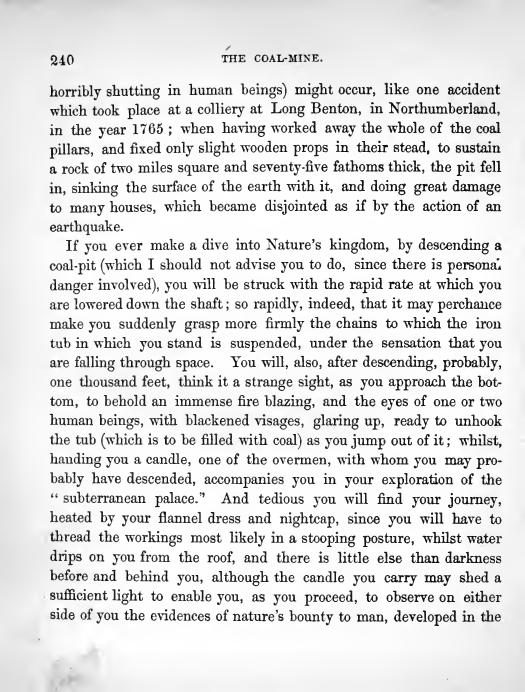 240
THE COAL-MINE.
horribly shutting in human beings) might occur, like one accident
which took place at a colliery at Long Benton, in Northumberland,
in the year 1765 ; when having worked away the whole of the coal
pillars, and fixed only slight wooden props in their stead, to sustain
a rock of two miles square and seventy-five fathoms thick, the pit fell
in, sinking the surface of the earth with it, and doing great damage
to many houses, which became disjointed as if by the action of an
earthquake.
If you ever make a dive into Nature's kingdom, by descending a
coal-pit (which I should not advise you to do, since there is personal
danger involved), you will be struck with the rapid rate at which you
are lowered down the shaft ; so rapidly, indeed, that it may perchance
make you suddenly grasp more firmly the chains to which the iron
tub in which you stand is suspended, under the sensation that you
are falling through space. You will, also, after descending, probably,
one thousand feet, think it a strange sight, as you approach the bot-
tom, to behold an immense fire blazing, and the eyes of one or two
human beings, with blackened visages, glaring up, ready to unhook
the tub (which is to be filled with coal) as you jump out of it ; whilst,
handing you a candle, one of the overmen, with whom you may pro-
bably have descended, accompanies you in your exploration of the
" subterranean palace." And tedious you will find your journey,
heated by your flannel dress and nightcap, since you will have to
thread the workings most likely in a stooping posture, whilst water
drips on you from the roof, and there is little else than darkness
before and behind you, although the candle you carry may shed a
sufficient light to enable you, as you proceed, to observe on either
side of you the evidences of nature's bounty to man, developed in the